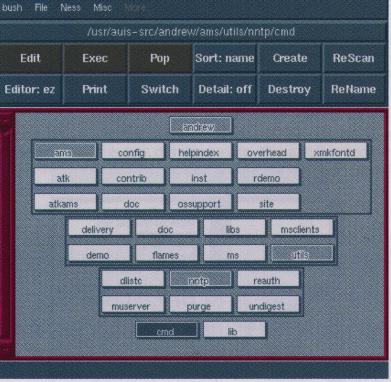 bush File Ness Misc More
/usr/auis-src/andrew/ams/utils/nntp/cmd
Edit Exec Pop Sort: name Create ReScan
Editor: ez Print Switch Detail: off Destroy ReName
andrew
ams config helpindex overhead xmkfontd
atk contrib inst rdemo
atkams doc ossupport site
delivery doc libs msclients
demo flames ms utils
dlistc nntp reauth
muserver purge undigest
cmd lib